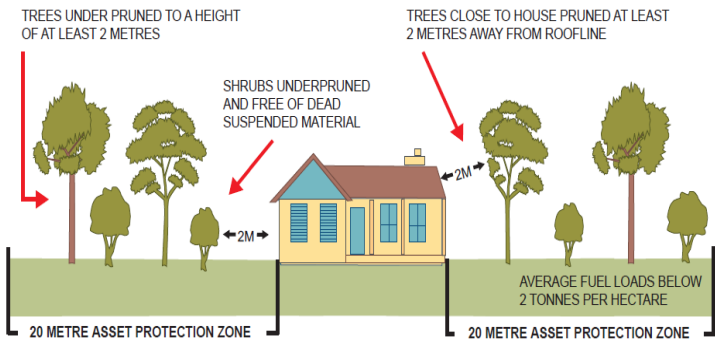 TREES UNDER PRUNED TO A HEIGHT
OF AT LEAST 2 METRES
TREES CLOSE TO HOUSE PRUNED AT LEAST
2 METRES AWAY FROM ROOFLINE
SHRUBS UNDERPRUNED
AND FREE OF DEAD
SUSPENDED MATERIAL
2M
2M
AVERAGE FUEL LOADS BELOW
2 TONNES PER HECTARE
20 METRE ASSET PROTECTION ZONE
20 METRE ASSET PROTECTION ZONE